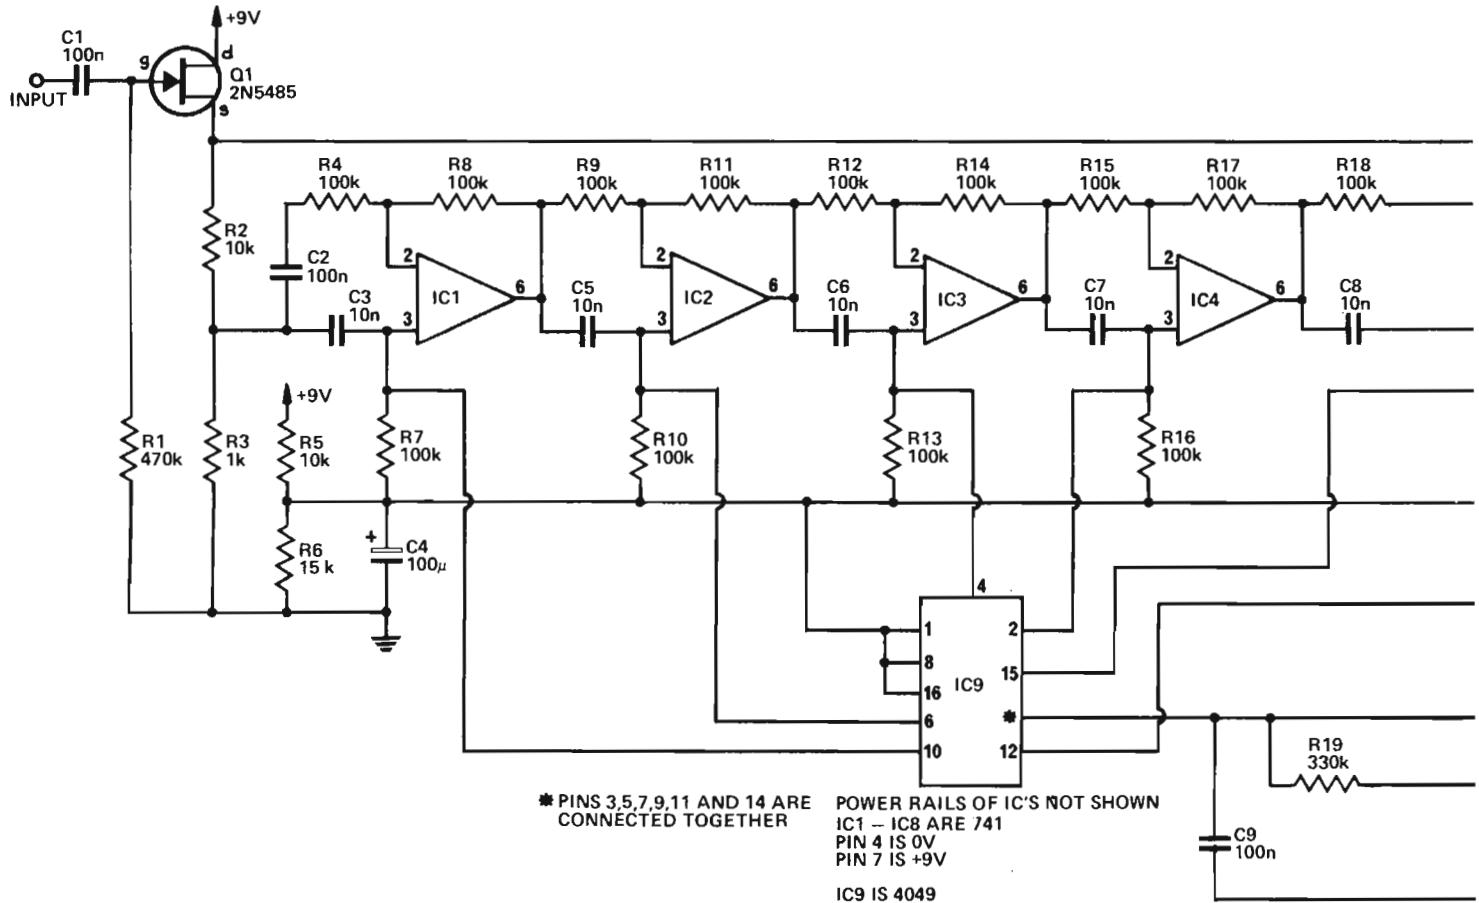 +9V
C1
100n
g
d
Q1
2N5485
s
INPUT
R4
100k
R8
100k
R9
100k
R11
100k
R12
100k
R14
100k
R15
100k
R17
100k
R18
100k
R2
10k
C2
100n
C3
10n
2
3
IC1
6
C5
10n
2
3
IC2
6
C6
10n
2
3
IC3
6
C7
10n
2
3
IC4
6
C8
10n
+9V
R1
470k
R3
1k
R5
10k
R7
100k
R10
100k
R13
100k
R16
100k
R6
15k
+
C4
100µ
4
1
8
16
6
10
IC9
2
15
*
12
R19
330k
C9
100n
* PINS 3,5,7,9,11 AND 14 ARE
CONNECTED TOGETHER
POWER RAILS OF IC'S NOT SHOWN
IC1 – IC8 ARE 741
PIN 4 IS 0V
PIN 7 IS +9V
IC9 IS 4049